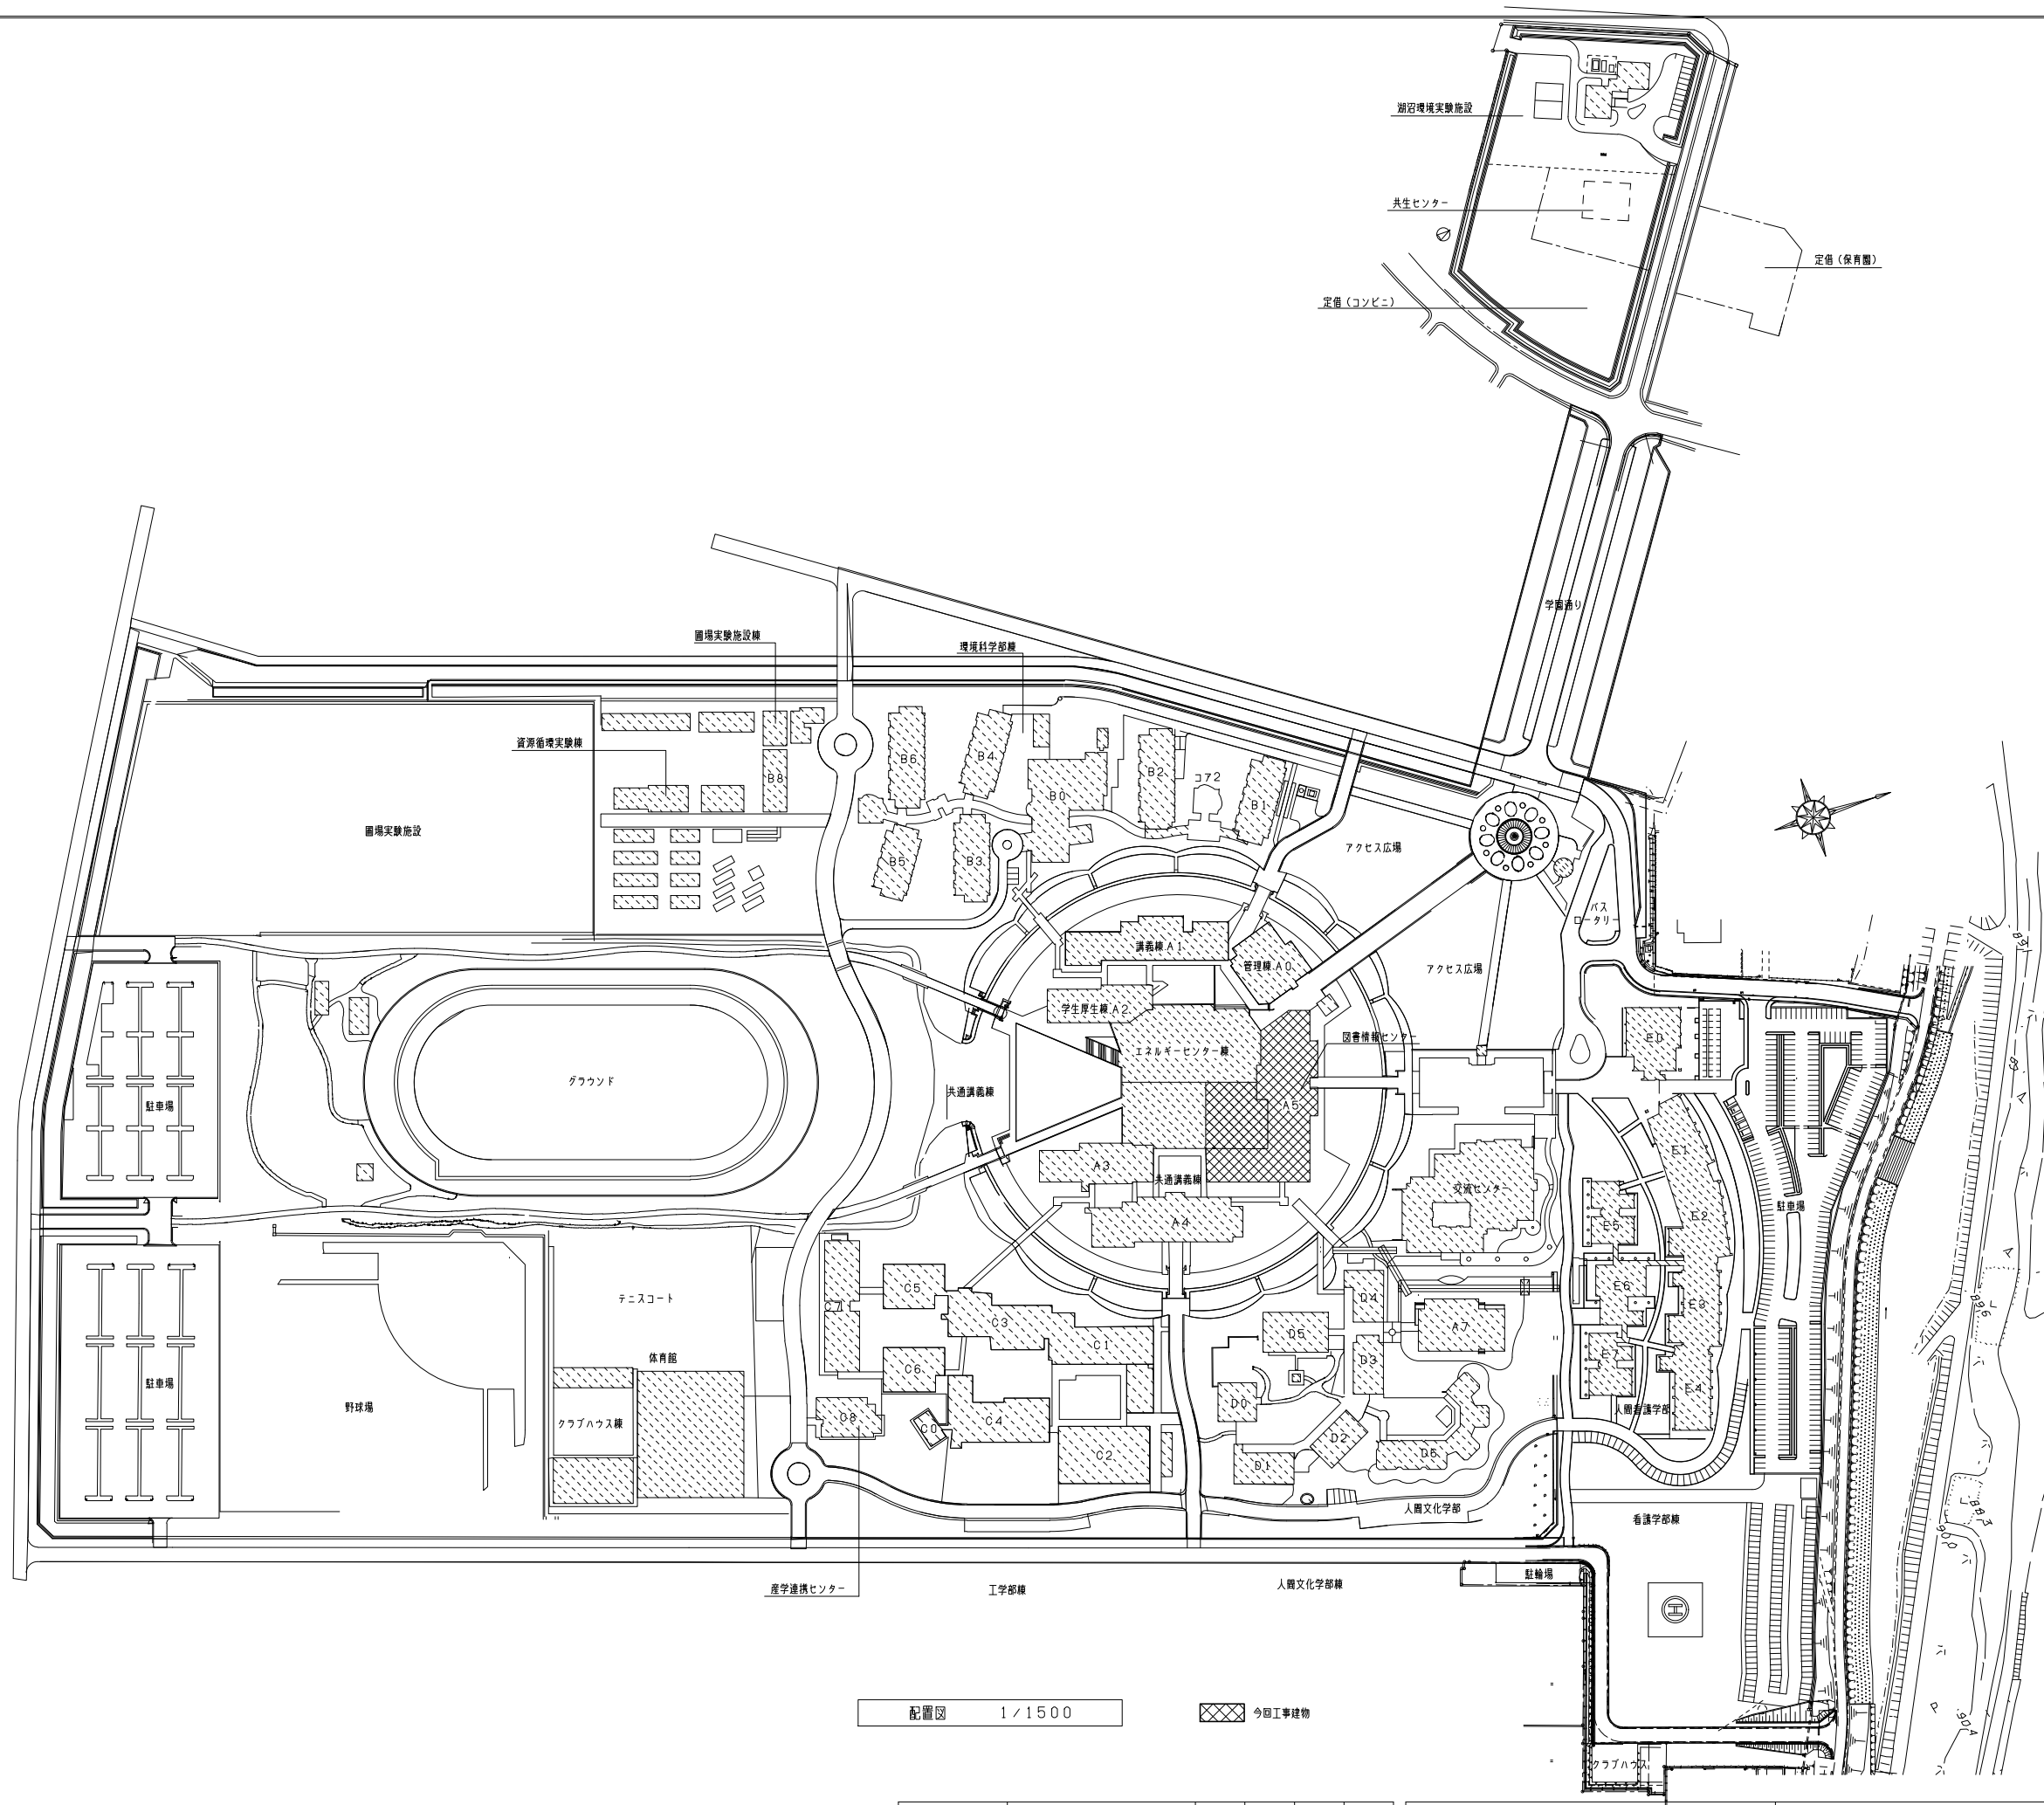 湖沼環境実験施設
共生センター
定借（保育園）
定借（コンビニ）
学園通り
圃場実験施設棟
環境科学部棟
資源循環実験棟
B8
B6
B4
B0
B2
コア2
B1
圃場実験施設
B5
B3
アクセス広場
バス
ロータリー
講義棟A1
管理棟A0
アクセス広場
学生厚生棟A2
エネルギーセンター棟
図書情報センター
E0
グラウンド
共通講義棟
A5
駐車場
A3
共通講義棟
A4
交流センター
E1
E2
E5
駐車場
テニスコート
C7
C5
C3
C1
D4
D5
A7
E6
E3
体育館
C6
D3
E7
E4
駐車場
野球場
クラブハウス棟
C8
C0
C4
C2
D0
D2
D6
D1
人間看護学部
人間文化学部
看護学部棟
産学連携センター
工学部棟
人間文化学部棟
駐輪場
H
配置図 1/1500
今回工事建物
クラブハウス